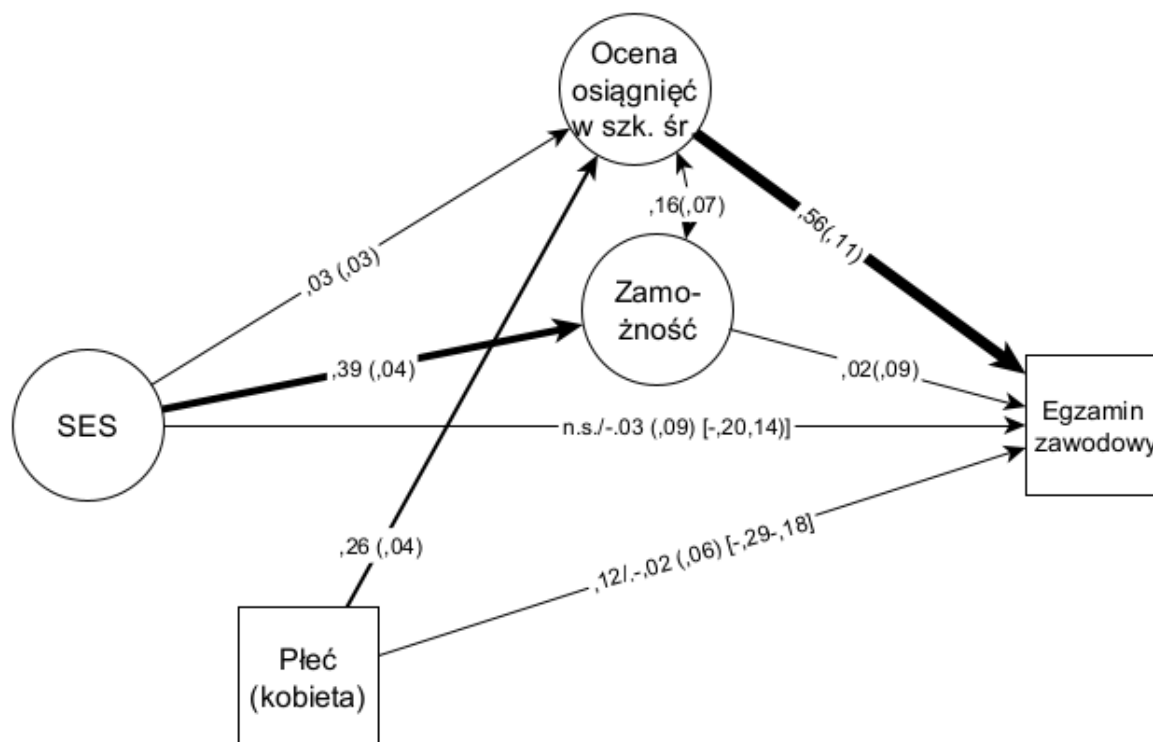 Ocena
osiągnięć
w szk. śr.
,16(,07)
,56(,11)
,03 (,03)
Zamo-
żność
,39 (,04)
,02(,09)
SES
n.s./-.03 (,09) [-,20,14)]
Egzamin
zawodowy
,26 (,04)
,12/.-,02 (,06) [-,29-,18]
Płeć
(kobieta)